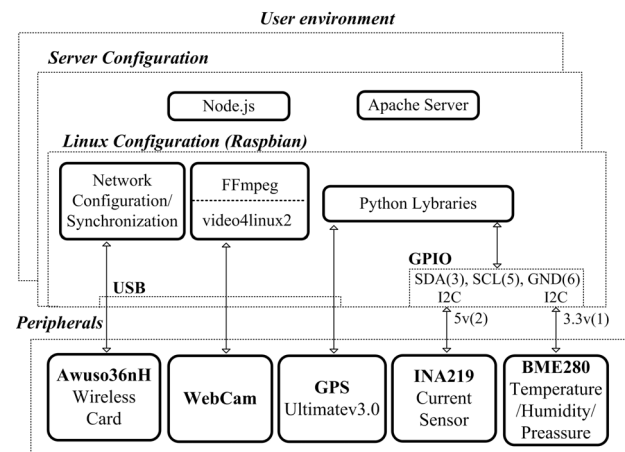 User environment
Server Configuration
Node.js
Apache Server
Linux Configuration (Raspbian)
Network
Configuration/
Synchronization
FFmpeg
video4linux2
Python Lybraries
GPIO
SDA(3), SCL(5), GND(6)
I2C
I2C
USB
5v(2)
3.3v(1)
Peripherals
Awuso36nH
Wireless
Card
WebCam
GPS
Ultimatev3.0
INA219
Current
Sensor
BME280
Temperature
/Humidity/
Preassure